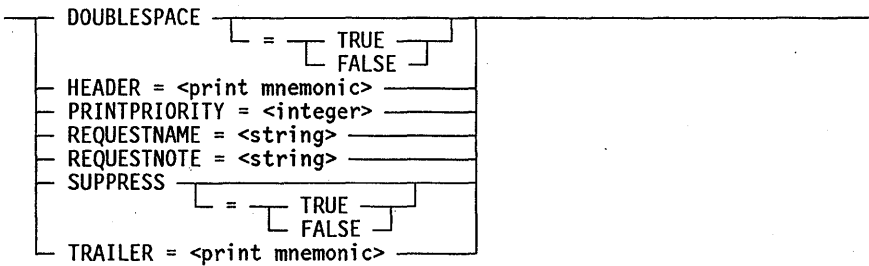 DOUBLESPACE
= TRUE
FALSE
HEADER = <print mnemonic>
PRINTPRIORITY = <integer>
REQUESTNAME = <string>
REQUESTNOTE = <string>
SUPPRESS
= TRUE
FALSE
TRAILER = <print mnemonic>